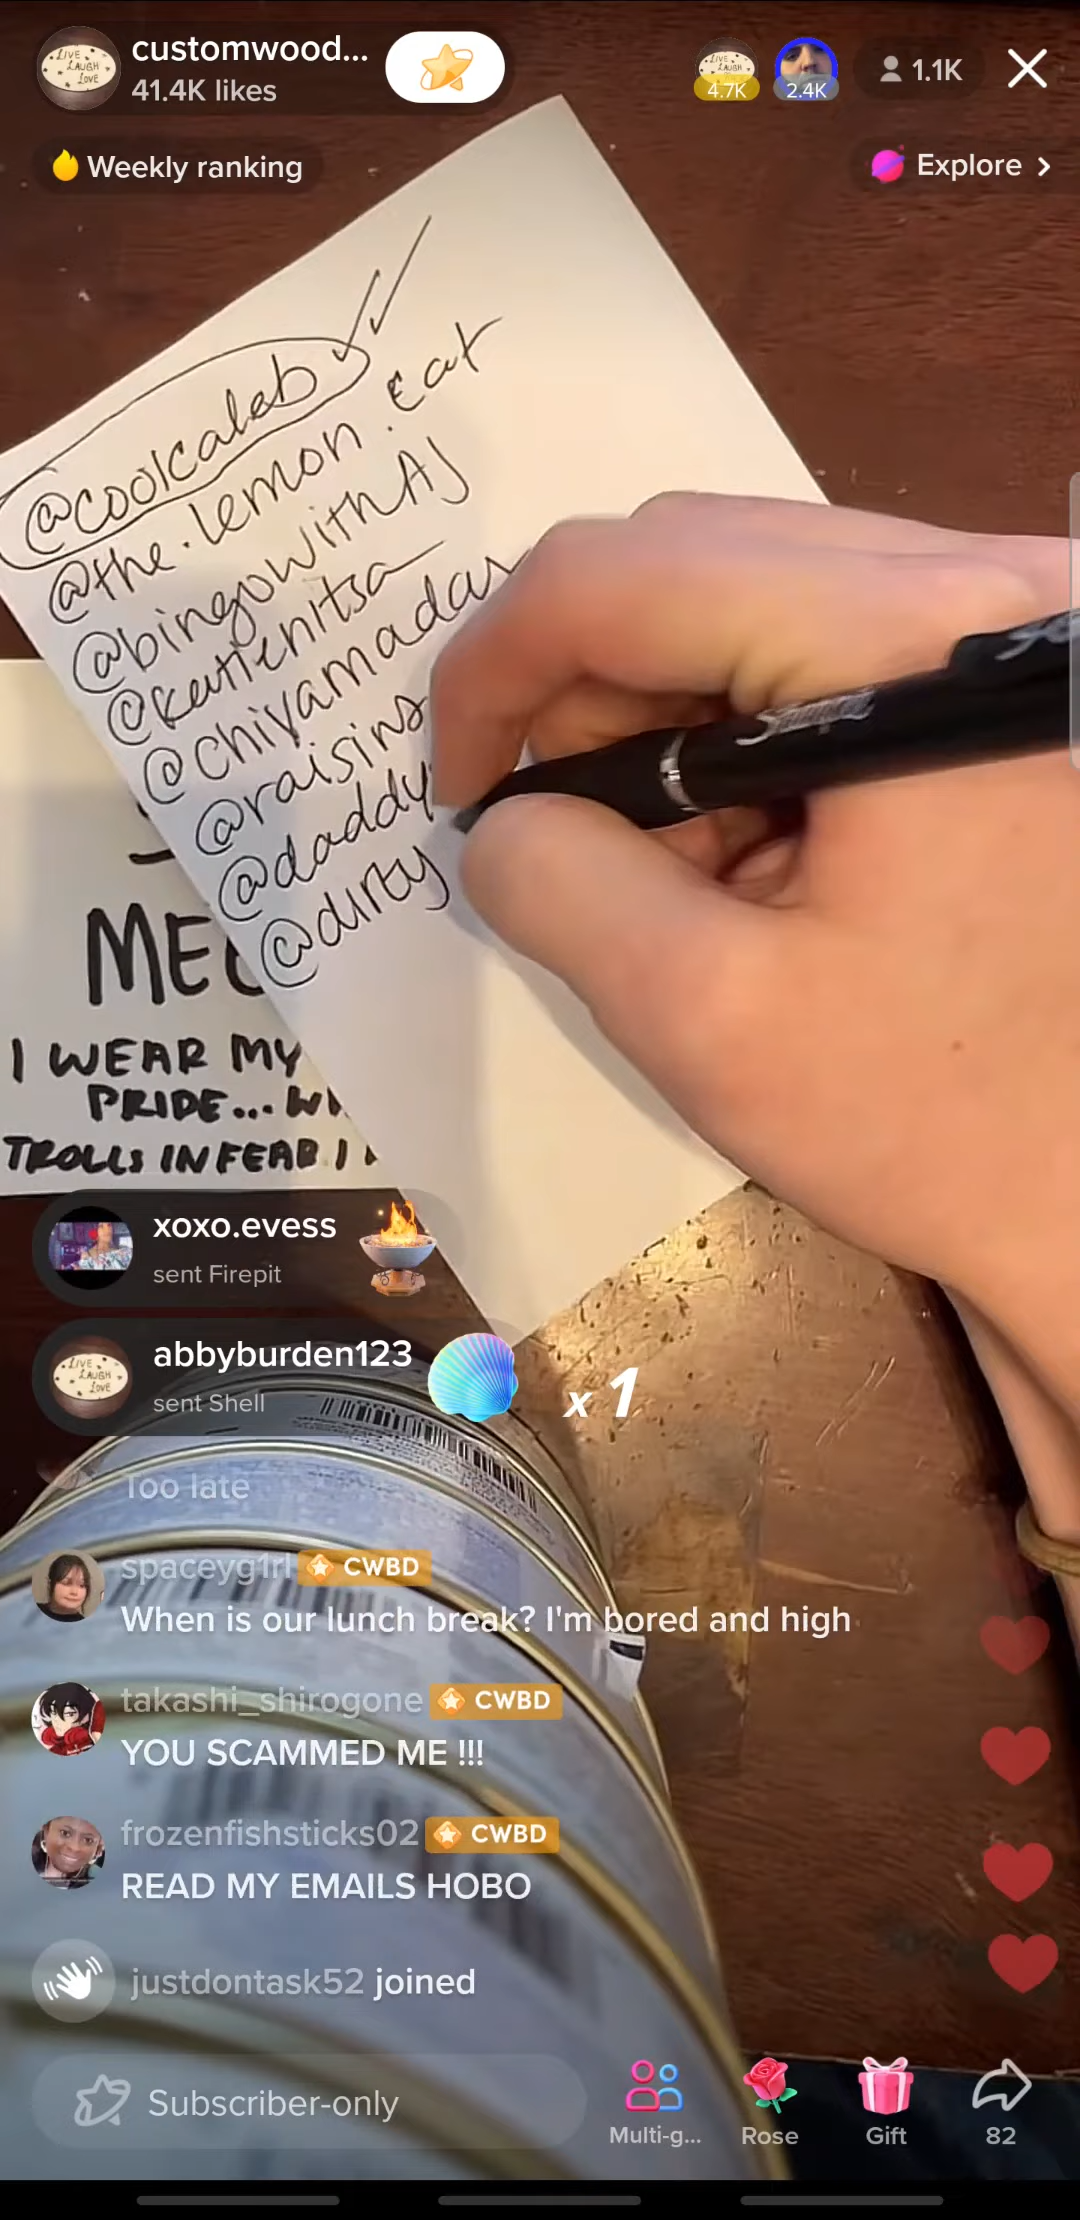 customwood...
41.4K likes
4.7K
2.4K
1.1K
Weekly ranking
Explore
@coolcaleb
@the.lemon.Eat
@bingowithAJ
@katienitsa
@chiyamadar
@raisins
@daddy
@dirty
I WEAR MY
PRIDE...
TROLLS IN FEAR I
xoxo.evess
sent Firepit
abbyburden123
sent Shell
x 1
Too late
spaceyg1rl CWBD
When is our lunch break? I'm bored and high
takashi_shirogone CWBD
YOU SCAMMED ME !!!
frozenfishsticks02 CWBD
READ MY EMAILS HOBO
justdontask52 joined
Subscriber-only
Multi-g...
Rose
Gift
82